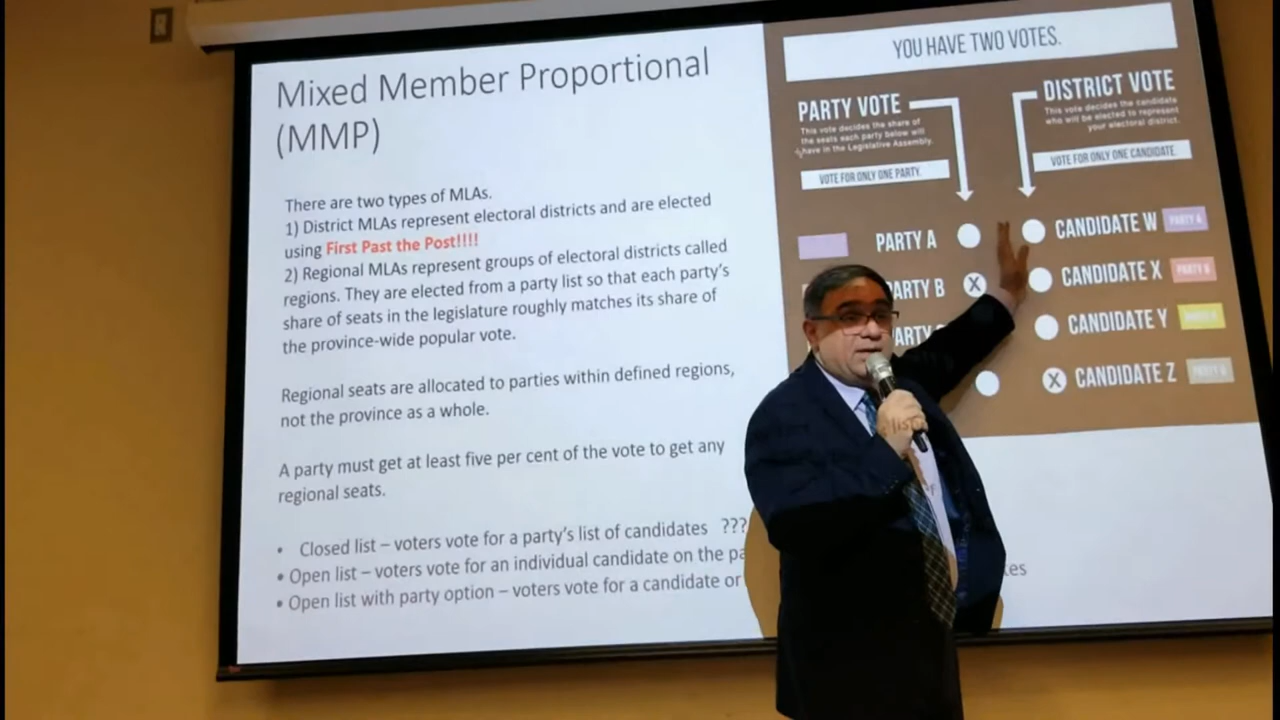 Mixed Member Proportional
(MMP)
There are two types of MLAs.
1) District MLAs represent electoral districts and are elected
using First Past the Post!!!!
2) Regional MLAs represent groups of electoral districts called
regions. They are elected from a party list so that each party's
share of seats in the legislature roughly matches its share of
the province-wide popular vote.
Regional seats are allocated to parties within defined regions,
not the province as a whole.
A party must get at least five per cent of the vote to get any
regional seats.
• Closed list – voters vote for a party's list of candidates ???
• Open list – voters vote for an individual candidate on the
• Open list with party option – voters vote for a candidate or
YOU HAVE TWO VOTES.
PARTY VOTE
This vote decides the share of
the seats each party below will
have in the Legislative Assembly.
VOTE FOR ONLY ONE PARTY.
DISTRICT VOTE
This vote decides the candidate
who will be elected to represent
your electoral district.
VOTE FOR ONLY ONE CANDIDATE.
PARTY A
PARTY B
X
PARTY
CANDIDATE W PARTY A
CANDIDATE X PARTY B
CANDIDATE Y
X CANDIDATE Z